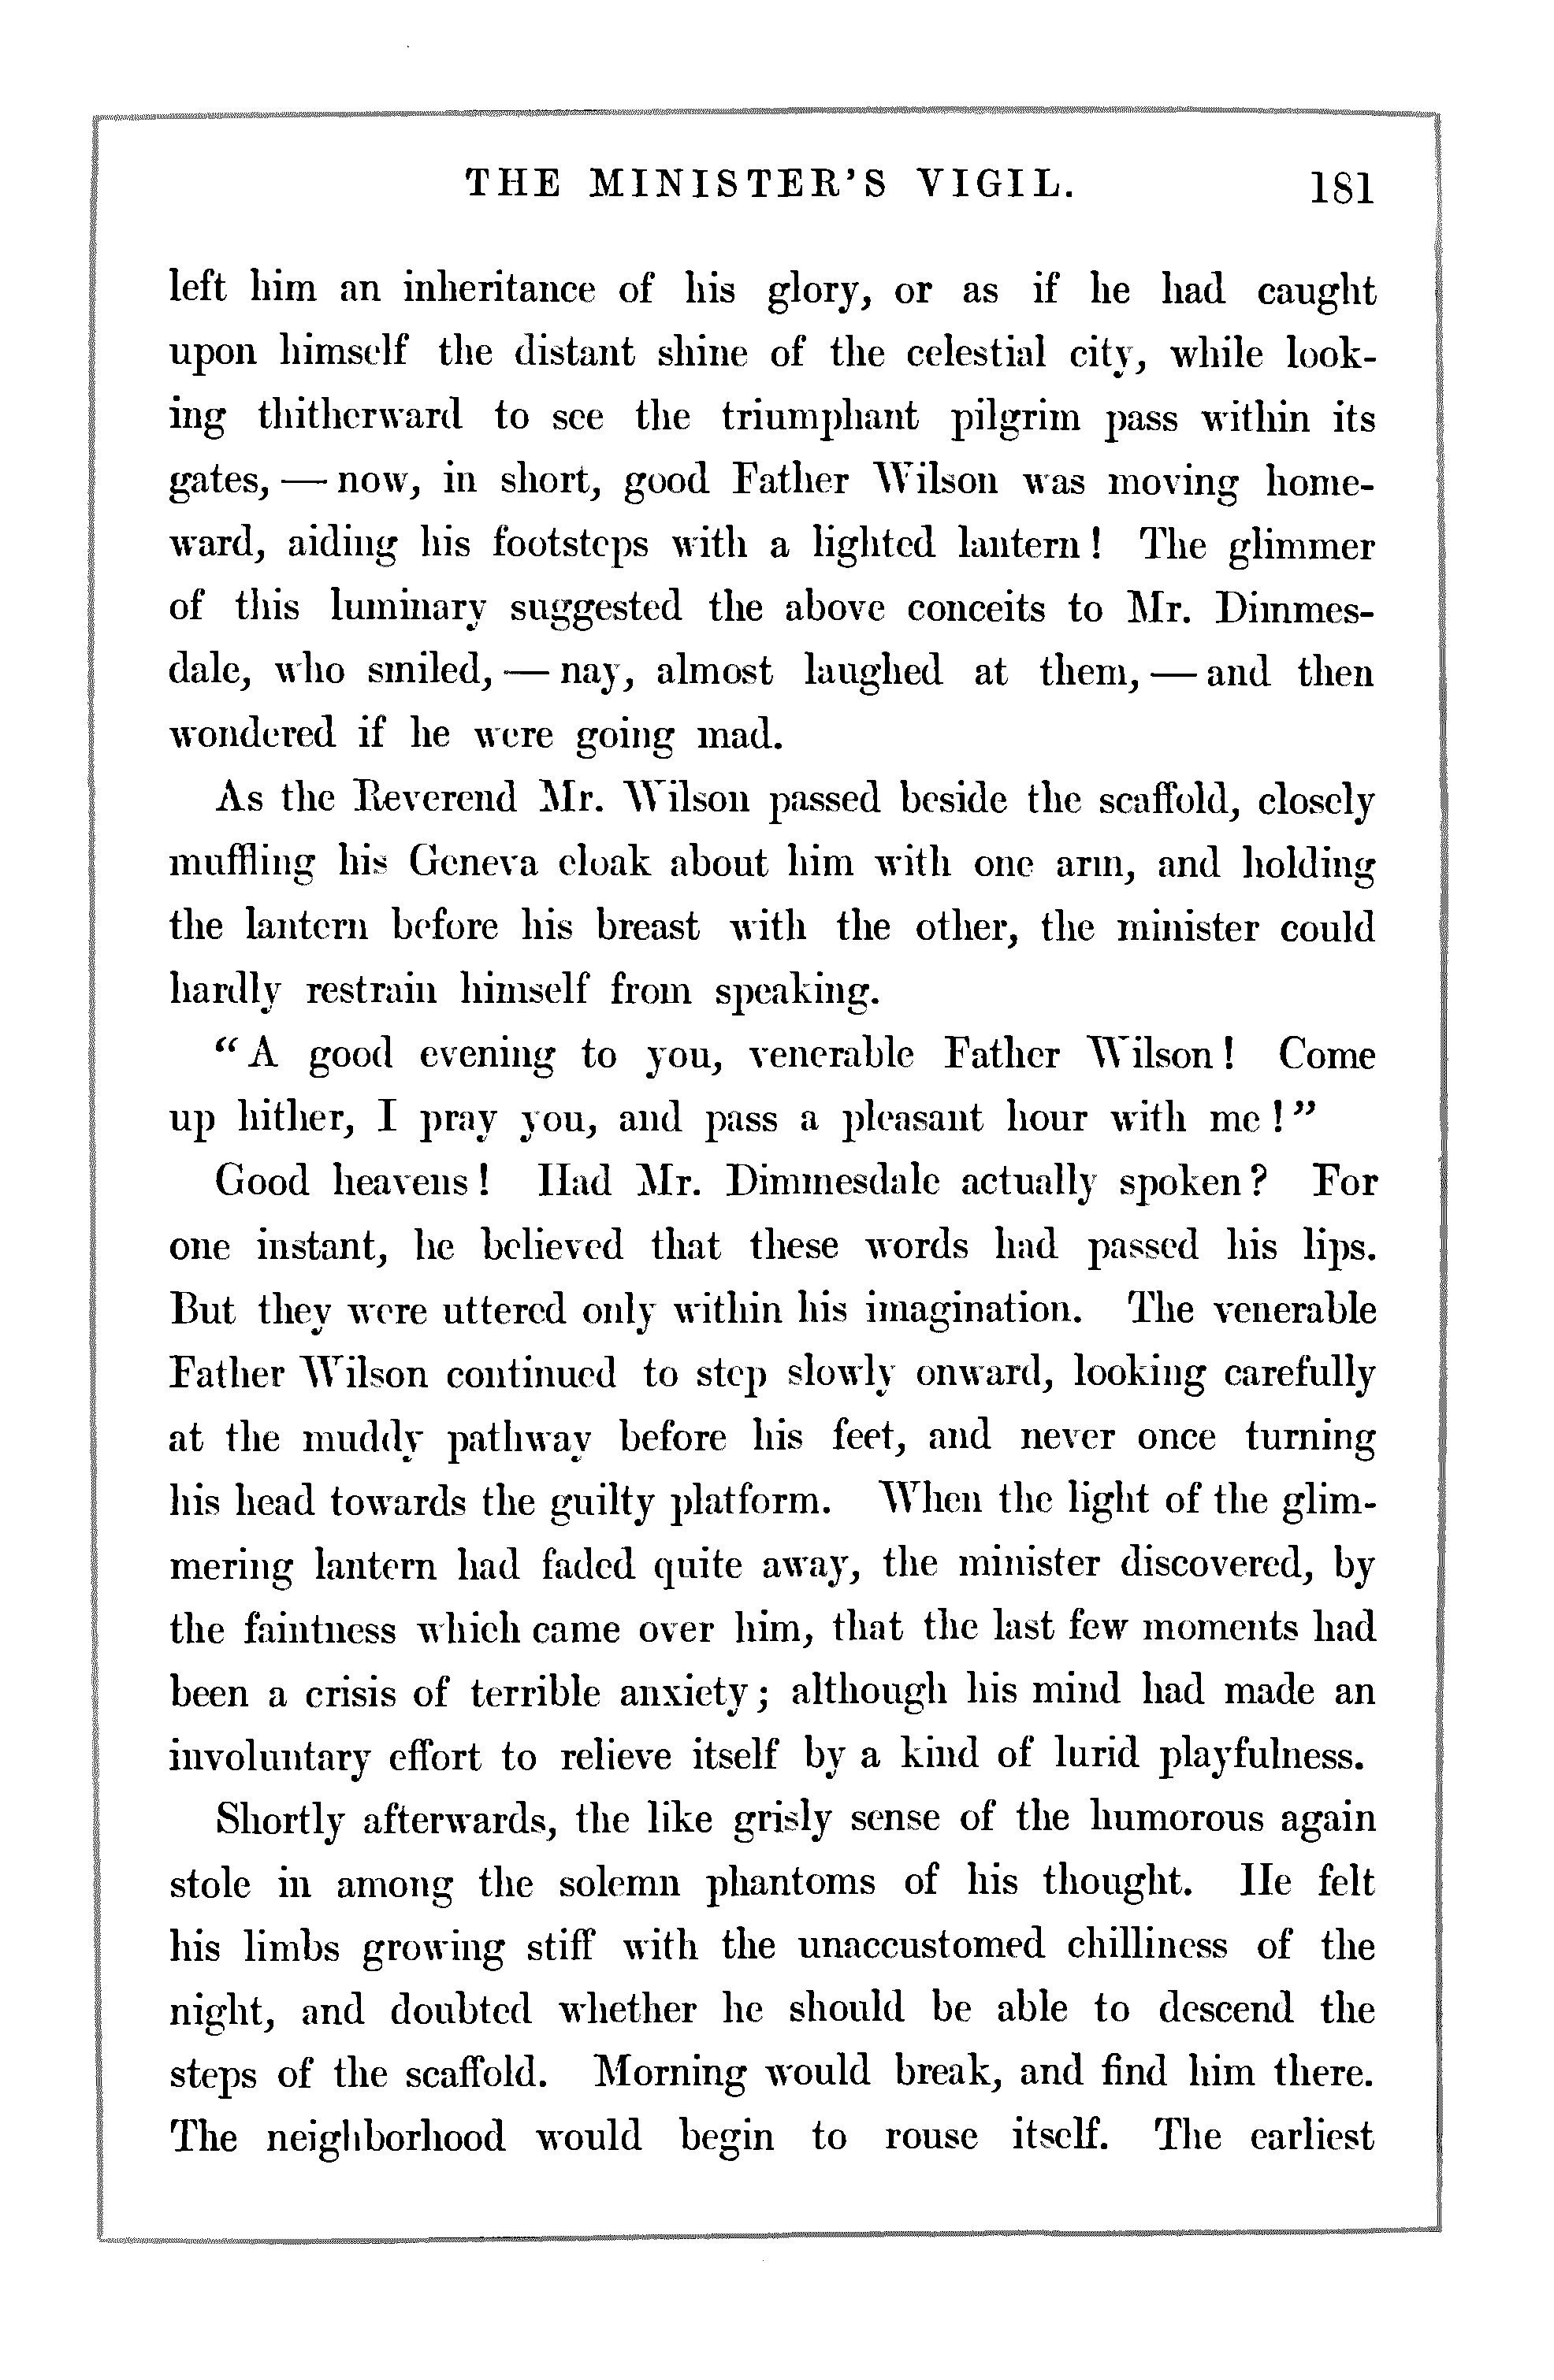 THE MINISTER'S VIGIL. 181
left him an inheritance of his glory, or as if he had caught
upon himself the distant shine of the celestial city, while look-
ing thitherward to see the triumphant pilgrim pass within its
gates, — now, in short, good Father Wilson was moving home-
ward, aiding his footsteps with a lighted lantern! The glimmer
of this luminary suggested the above conceits to Mr. Dimmes-
dale, who smiled, — nay, almost laughed at them, — and then
wondered if he were going mad.
As the Reverend Mr. Wilson passed beside the scaffold, closely
muffling his Geneva cloak about him with one arm, and holding
the lantern before his breast with the other, the minister could
hardly restrain himself from speaking.
"A good evening to you, venerable Father Wilson! Come
up hither, I pray you, and pass a pleasant hour with me!"
Good heavens! Had Mr. Dimmesdale actually spoken? For
one instant, he believed that these words had passed his lips.
But they were uttered only within his imagination. The venerable
Father Wilson continued to step slowly onward, looking carefully
at the muddy pathway before his feet, and never once turning
his head towards the guilty platform. When the light of the glim-
mering lantern had faded quite away, the minister discovered, by
the faintness which came over him, that the last few moments had
been a crisis of terrible anxiety; although his mind had made an
involuntary effort to relieve itself by a kind of lurid playfulness.
Shortly afterwards, the like grisly sense of the humorous again
stole in among the solemn phantoms of his thought. He felt
his limbs growing stiff with the unaccustomed chilliness of the
night, and doubted whether he should be able to descend the
steps of the scaffold. Morning would break, and find him there.
The neighborhood would begin to rouse itself. The earliest